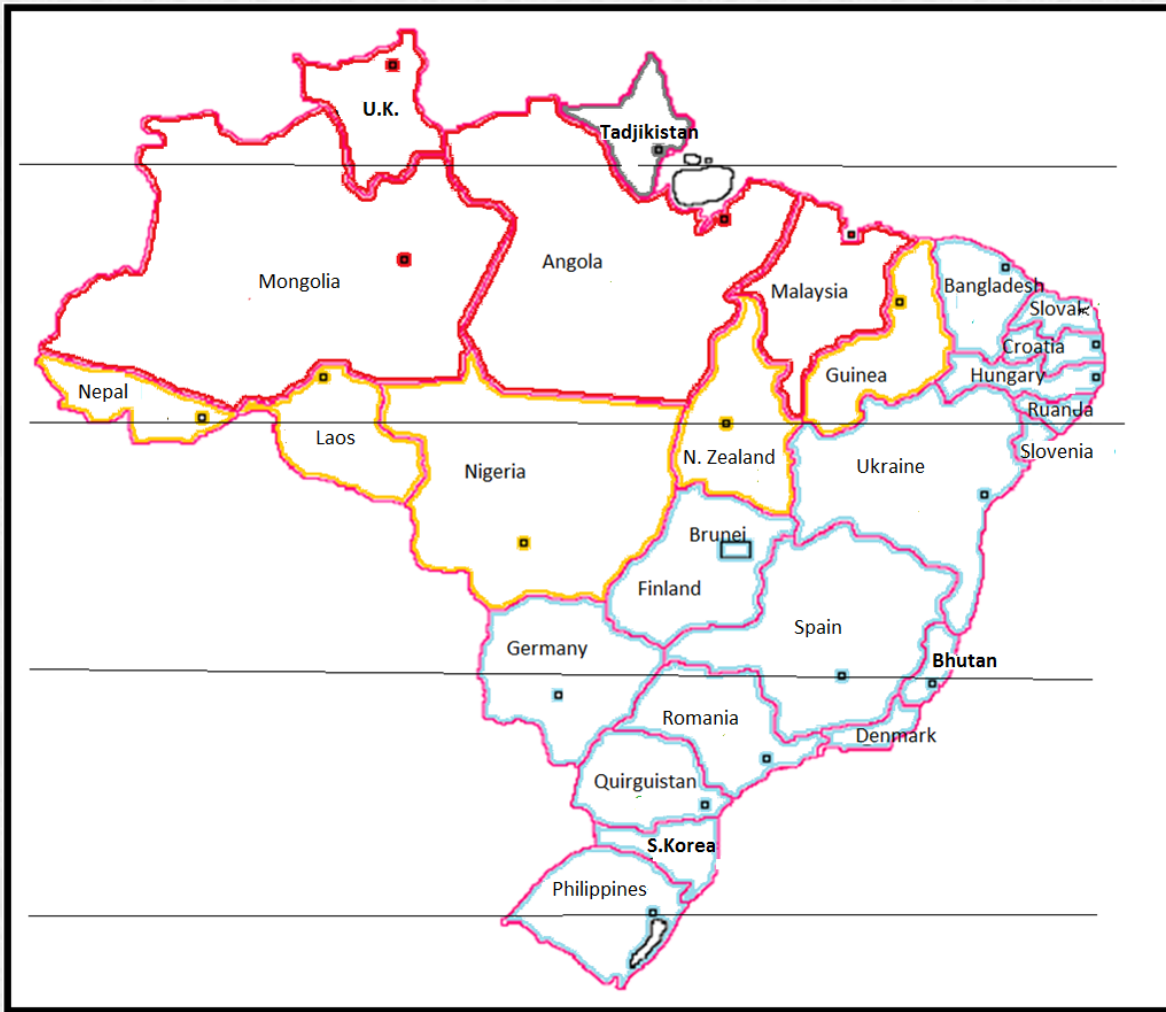 U.K.
Tadjikistan
Angola
Mongolia
Malaysia
Bangladesh
Slovak
Croatia
Guinea
Hungary
Nepal
Ruanda
Laos
Slovenia
N. Zealand
Ukraine
Nigeria
Brunei
Finland
Spain
Germany
Bhutan
Romania
Denmark
Quirguistan
S.Korea
Philippines